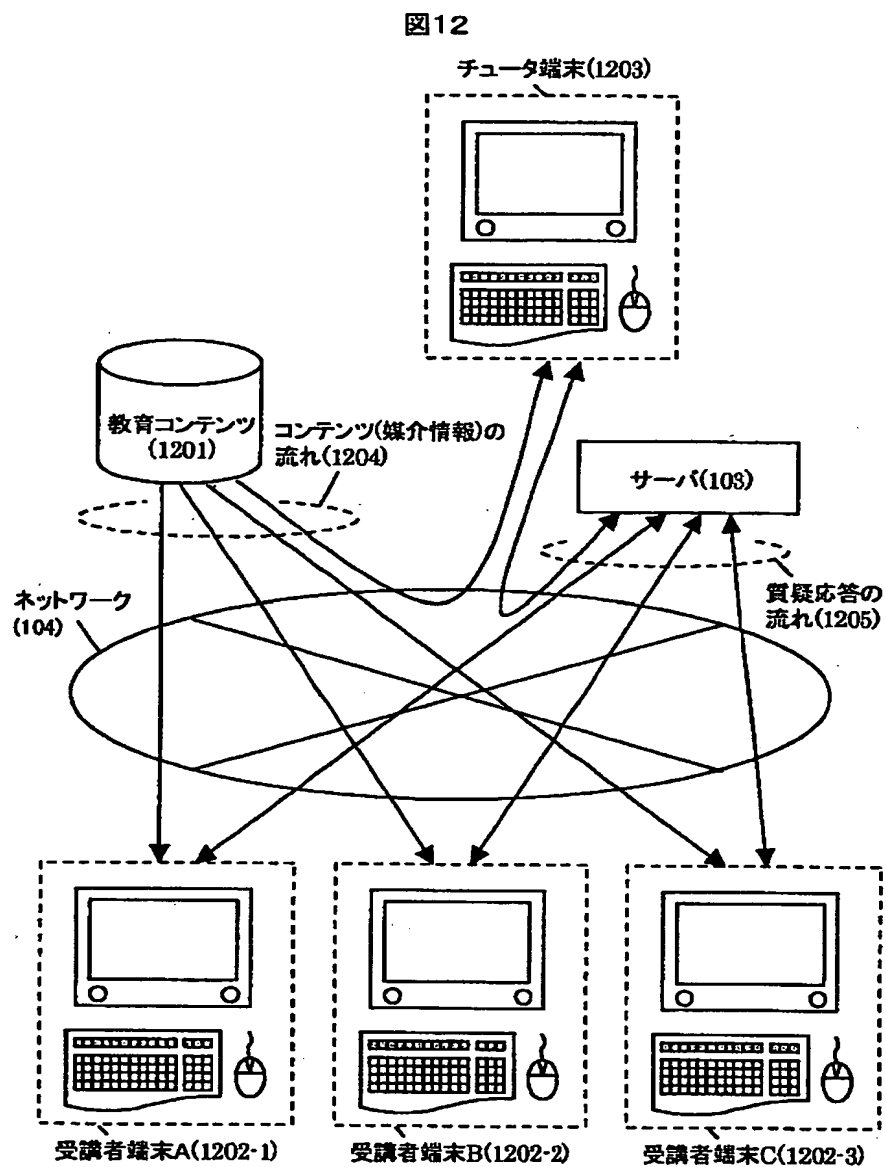 図12
チュータ端末(1203)
教育コンテンツ
(1201)
コンテンツ(媒介情報)の
流れ(1204)
サーバ(103)
ネットワーク
(104)
質疑応答の
流れ(1205)
受講者端末A(1202-1)
受講者端末B(1202-2)
受講者端末C(1202-3)